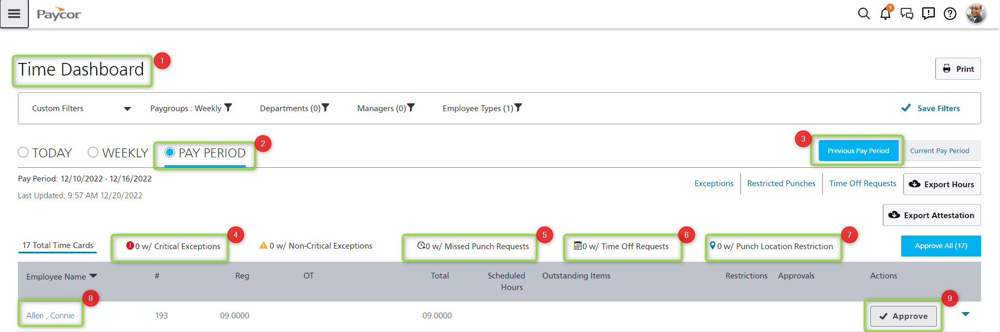 Paycor
1
Time Dashboard
1
Print
Custom Filters Paygroups : Weekly Departments (0) Managers (0) Employee Types (1) Save Filters
TODAY WEEKLY PAY PERIOD 2 3 Previous Pay Period Current Pay Period
Pay Period: 12/10/2022 - 12/16/2022
Exceptions Restricted Punches Time Off Requests Export Hours
Last Updated: 9:57 AM 12/20/2022
Export Attestation
17 Total Time Cards 0 w/ Critical Exceptions 4 0 w/ Non-Critical Exceptions 0 w/ Missed Punch Requests 5 0 w/ Time Off Requests 6 0 w/ Punch Location Restriction 7 Approve All (17)
Employee Name # Reg OT Total Scheduled Hours Outstanding Items Restrictions Approvals Actions
8 9
Allen , Connie 193 09.0000 09.0000 Approve